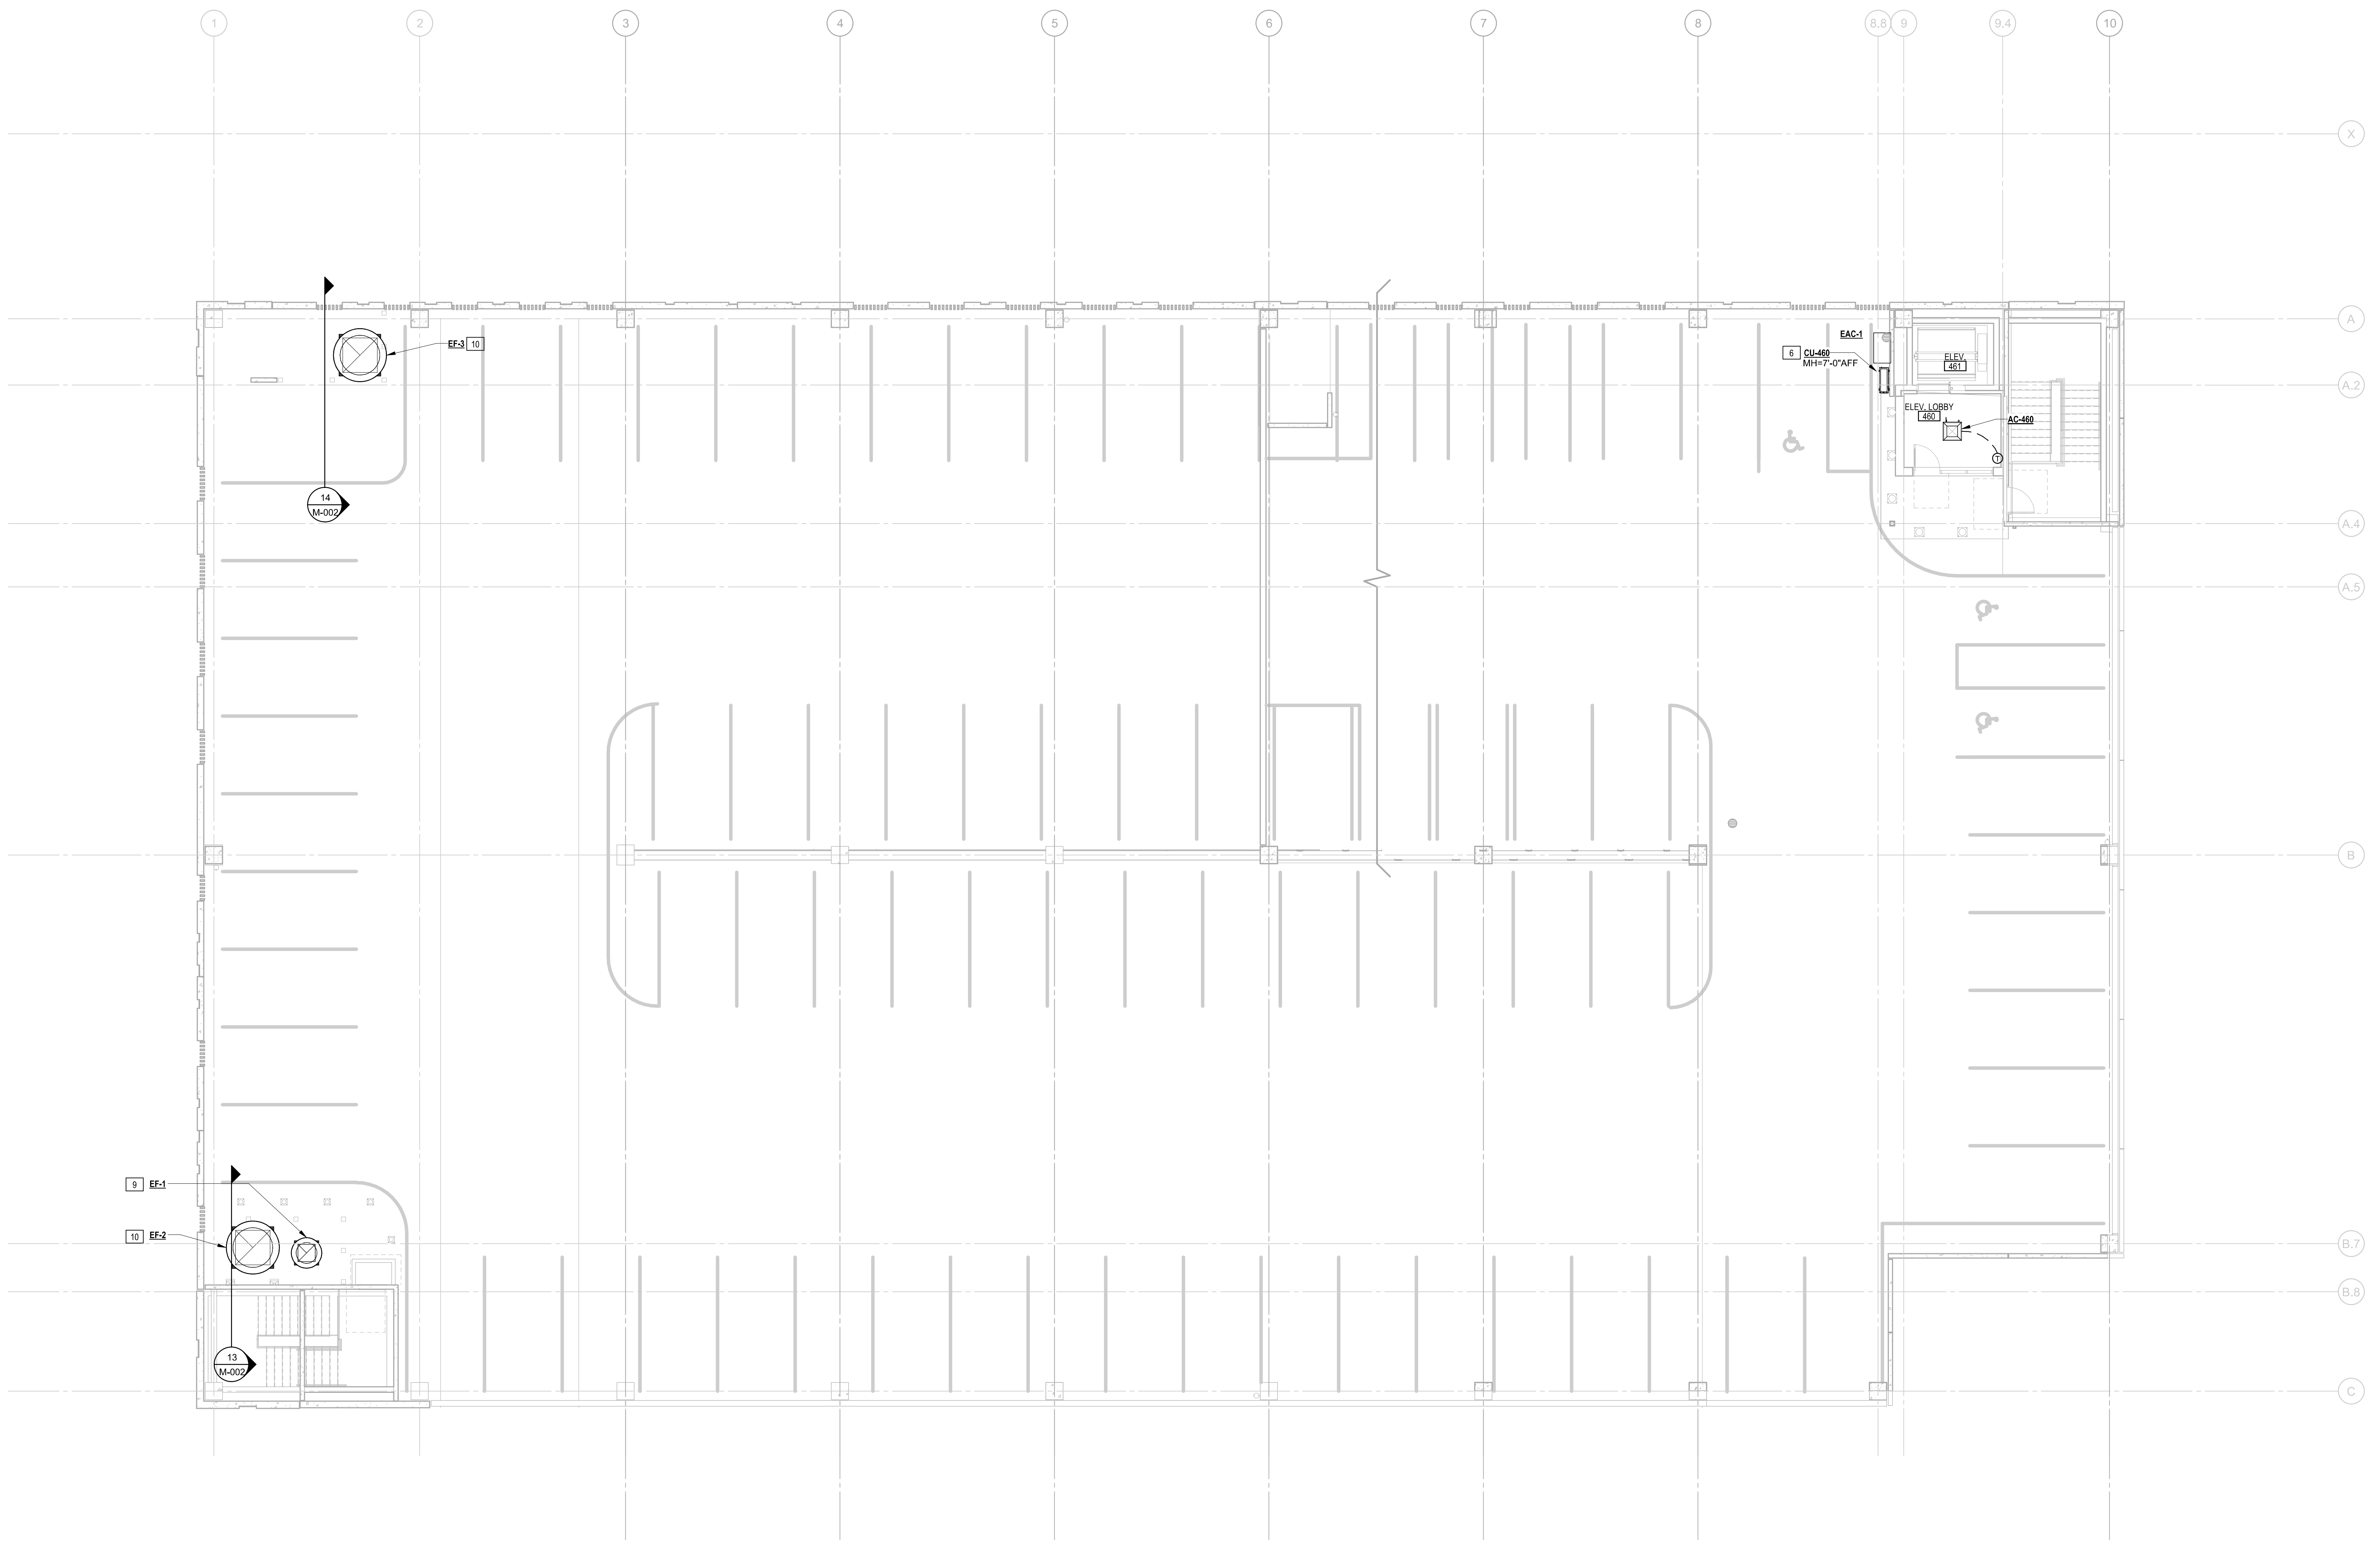 1 2 3 4 5 6 7 8 8.8 9 9.4 10
X
A
EAC-1
EF-3 10
6 CU-460
MH=7'-0"AFF
ELEV.
461
A.2
ELEV. LOBBY
460
AC-460
T
14
M-002
A.4
A.5
B
9 EF-1
10 EF-2
B.7
B.8
13
M-002
C